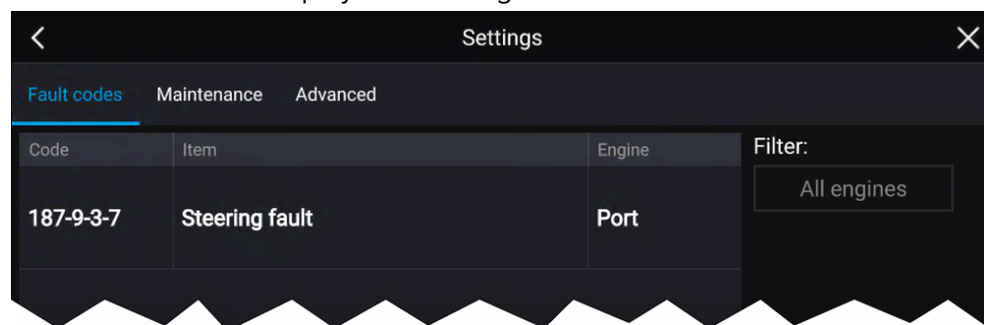 Settings
Fault codes Maintenance Advanced
Code Item Engine Filter:
All engines
187-9-3-7 Steering fault Port